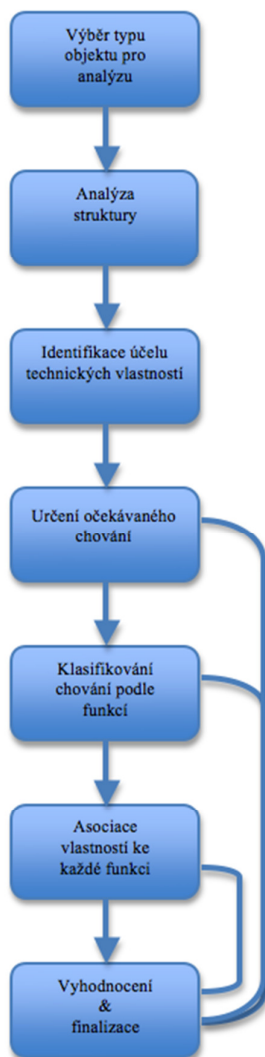 Výběr typu
objektu pro
analýzu
Analýza
struktury
Identifikace účelu
technických vlastností
Určení očekávaného
chování
Klasifikování
chování podle
funkcí
Asociace
vlastností ke
každé funkci
Vyhodnocení
&
finalizace